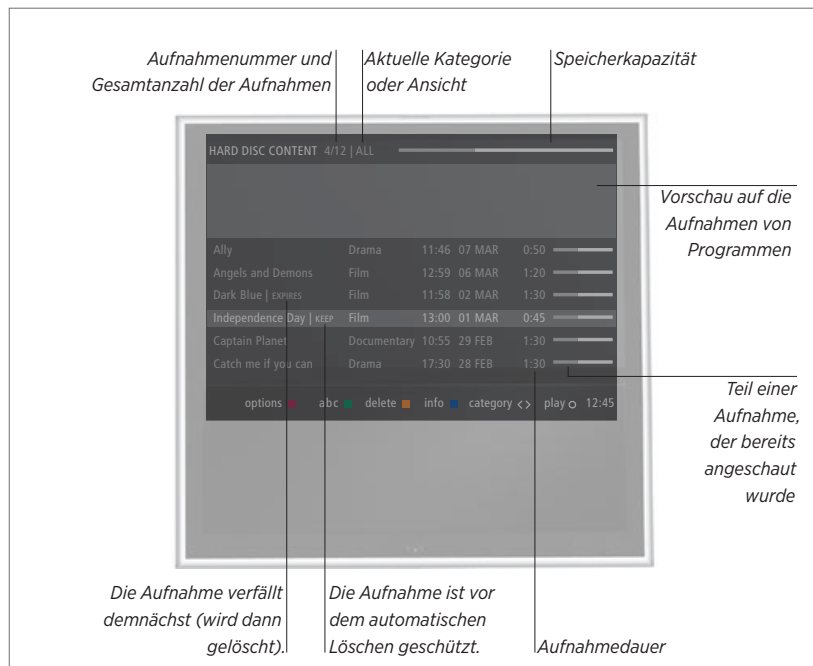 Aufnahmenummer und
Gesamtanzahl der Aufnahmen
Aktuelle Kategorie
oder Ansicht
Speicherkapazität
HARD DISC CONTENT 4/12 | ALL
Vorschau auf die
Aufnahmen von
Programmen
Ally Drama 11:46 07 MAR 0:50
Angels and Demons Film 12:59 06 MAR 1:20
Dark Blue | EXPIRES Film 11:58 02 MAR 1:30
Independence Day | KEEP Film 13:00 01 MAR 0:45
Captain Planet Documentary 10:55 29 FEB 1:30
Catch me if you can Drama 17:30 28 FEB 1:30
options abc delete info category <> play 12:45
Teil einer
Aufnahme,
der bereits
angeschaut
wurde
Die Aufnahme verfällt
demnächst (wird dann
gelöscht).
Die Aufnahme ist vor
dem automatischen
Löschen geschützt.
Aufnahmedauer